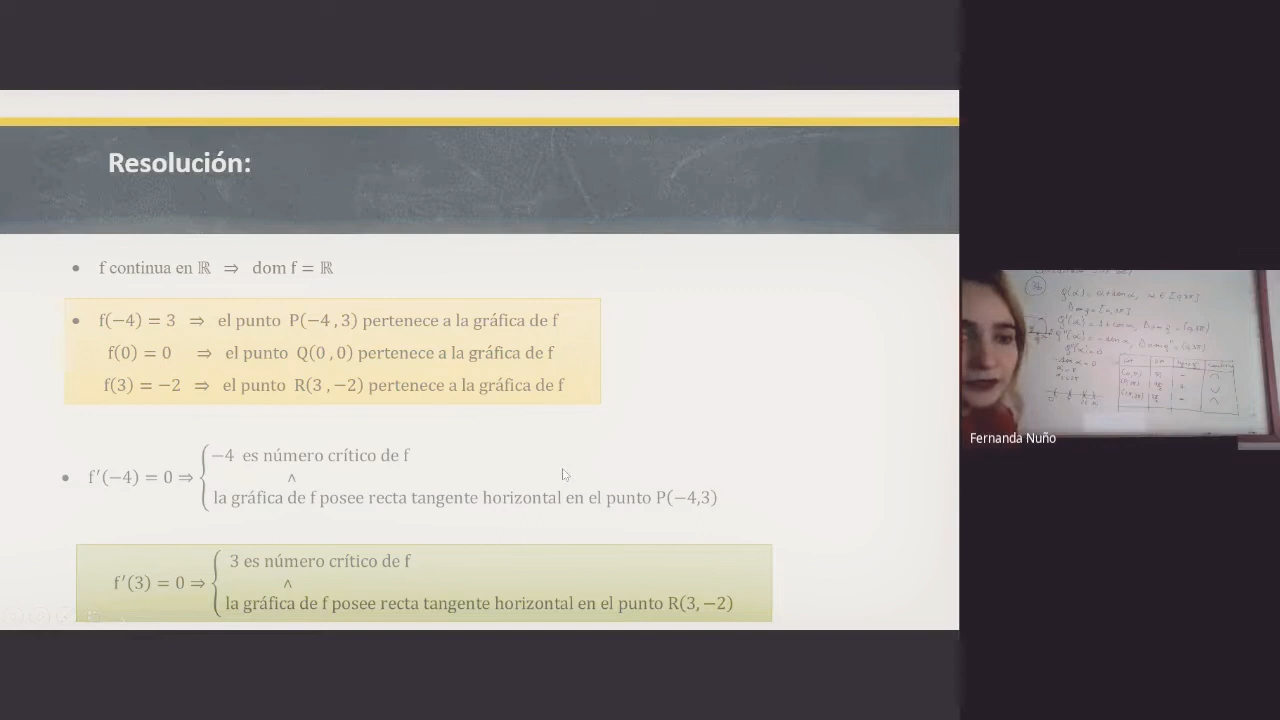 Resolución:
• f continua en ℝ ⇒ dom f = ℝ
• f(−4) = 3 ⇒ el punto P(−4 , 3) pertenece a la gráfica de f
f(0) = 0 ⇒ el punto Q(0 , 0) pertenece a la gráfica de f
f(3) = −2 ⇒ el punto R(3 , −2) pertenece a la gráfica de f
−4 es número crítico de f
• f′(−4) = 0 ⇒ { ∧
la gráfica de f posee recta tangente horizontal en el punto P(−4,3)
3 es número crítico de f
f′(3) = 0 ⇒ { ∧
la gráfica de f posee recta tangente horizontal en el punto R(3, −2)
36
Fernanda Nuño